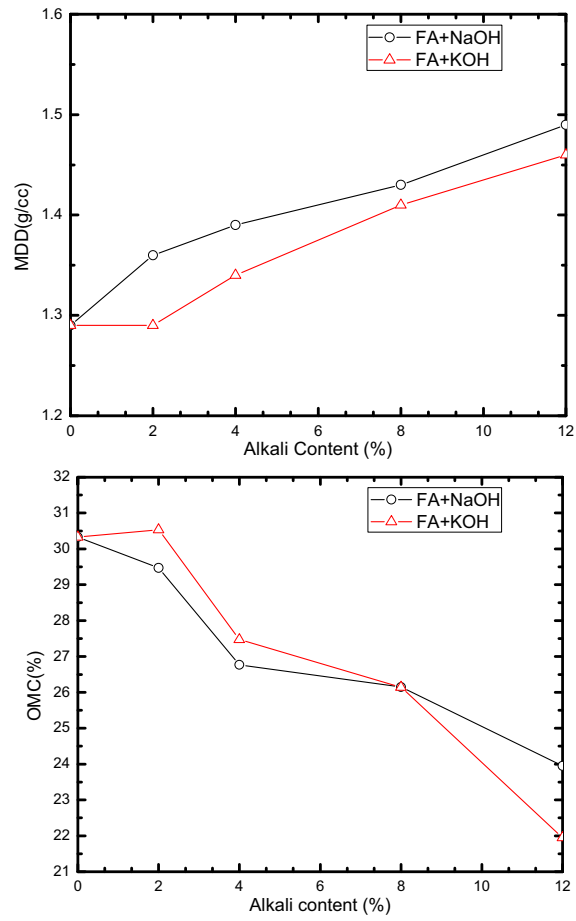 1.6
1.5
1.4
1.3
1.2
MDD(g/cc)
FA+NaOH
FA+KOH
0 2 4 6 8 10 12
Alkali Content (%)
32
31
30
29
28
27
26
25
24
23
22
21
OMC(%)
FA+NaOH
FA+KOH
0 2 4 6 8 10 12
Alkali content (%)